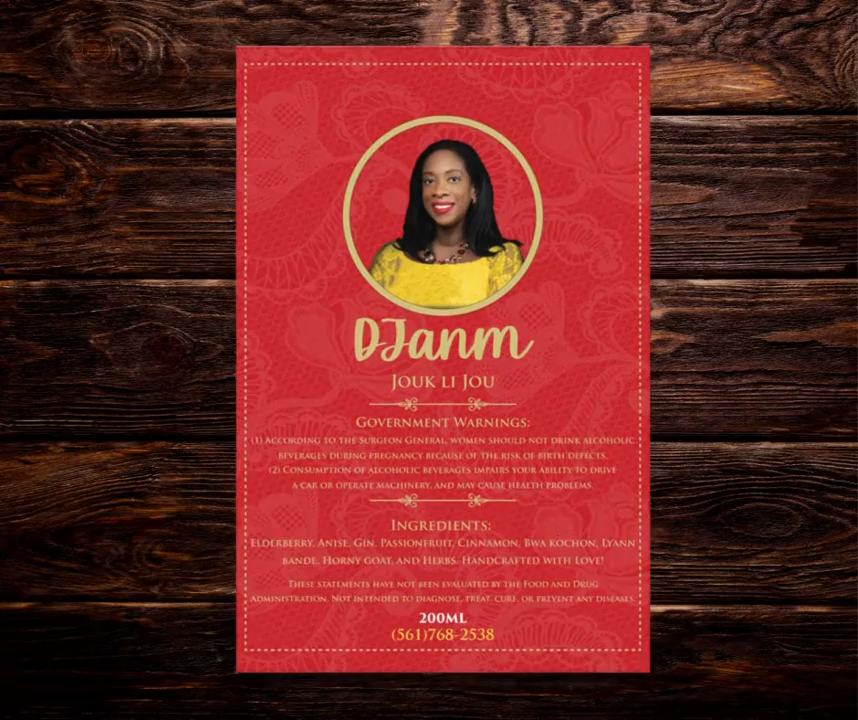 DJanm
Jouk li Jou
Government Warnings:
(1) According to the Surgeon General, women should not drink alcoholic
beverages during pregnancy because of the risk of birth defects.
(2) Consumption of alcoholic beverages impairs your ability to drive
a car or operate machinery, and may cause health problems.
Ingredients:
Elderberry, Anise, Gin, Passionfruit, Cinnamon, Bwa kochon, Lyann
bande, Horny goat, and Herbs. Handcrafted with Love!
These statements have not been evaluated by the Food and Drug
Administration. Not intended to diagnose, treat, cure, or prevent any diseases.
200ML
(561)768-2538